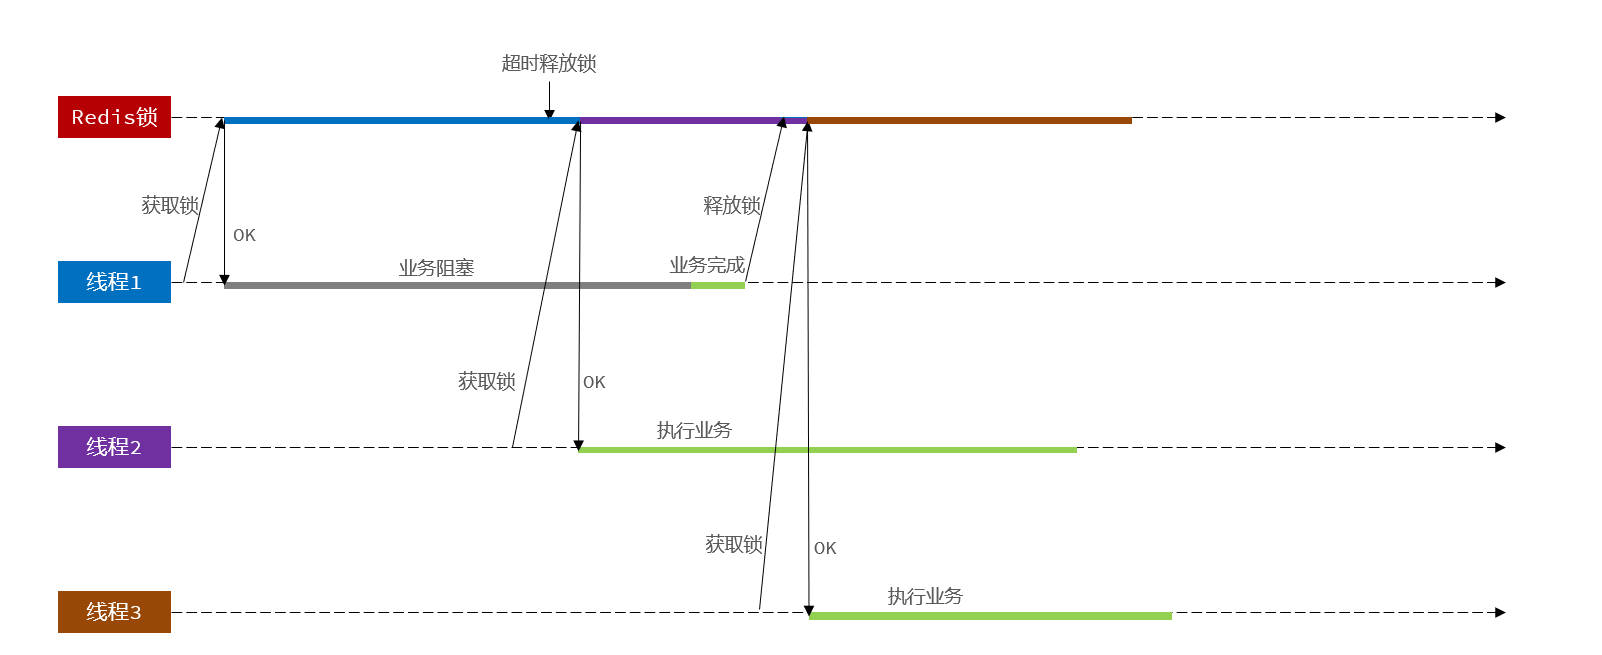 超时释放锁
Redis锁
获取锁
释放锁
OK
业务阻塞
业务完成
线程1
获取锁
OK
执行业务
线程2
获取锁
OK
执行业务
线程3